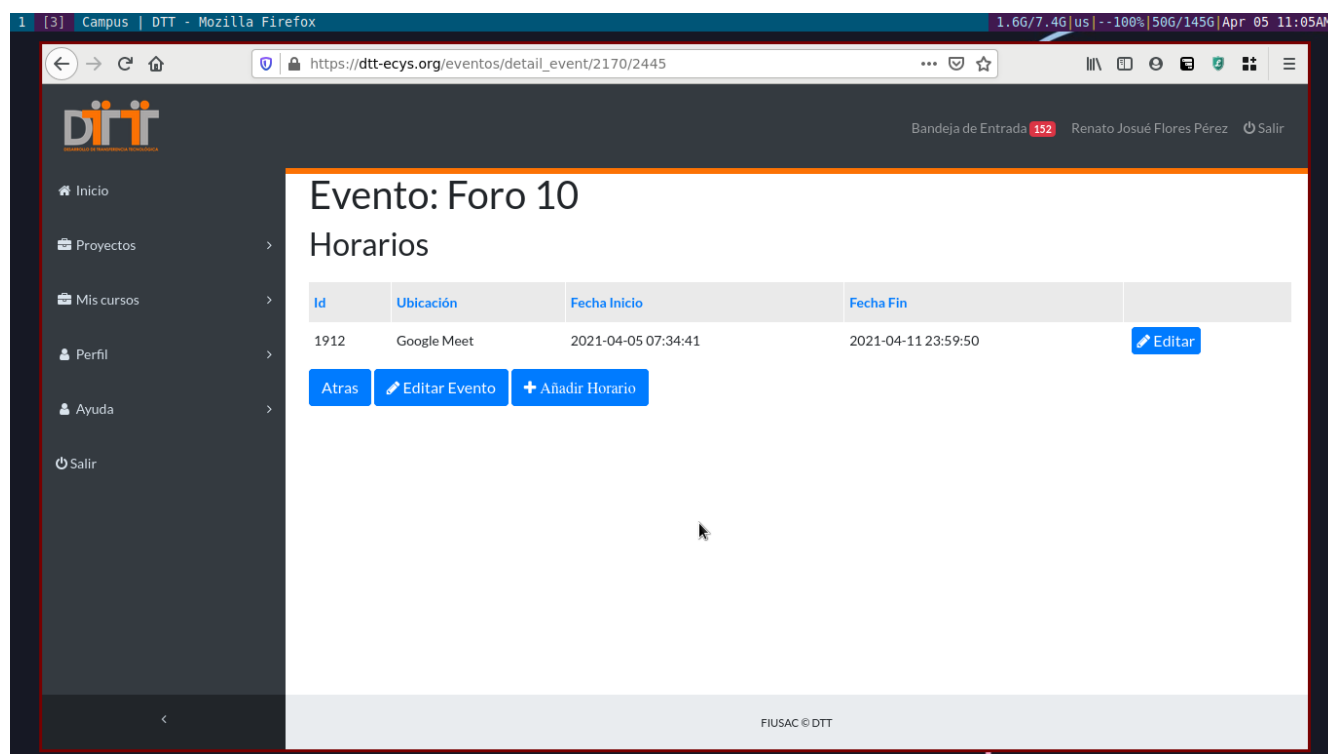 1 [3] Campus | DTT - Mozilla Firefox 1.6G/7.4G|us|--100%|50G/145G|Apr 05 11:05AM
https://dtt-ecys.org/eventos/detail_event/2170/2445
DTT
DESARROLLO DE TRANSFERENCIA TECNOLÓGICA
Bandeja de Entrada 152 Renato Josué Flores Pérez Salir
Inicio
Proyectos
Mis cursos
Perfil
Ayuda
Salir
Evento: Foro 10
Horarios
Id Ubicación Fecha Inicio Fecha Fin
1912 Google Meet 2021-04-05 07:34:41 2021-04-11 23:59:50 Editar
Atras Editar Evento Añadir Horario
FIUSAC © DTT